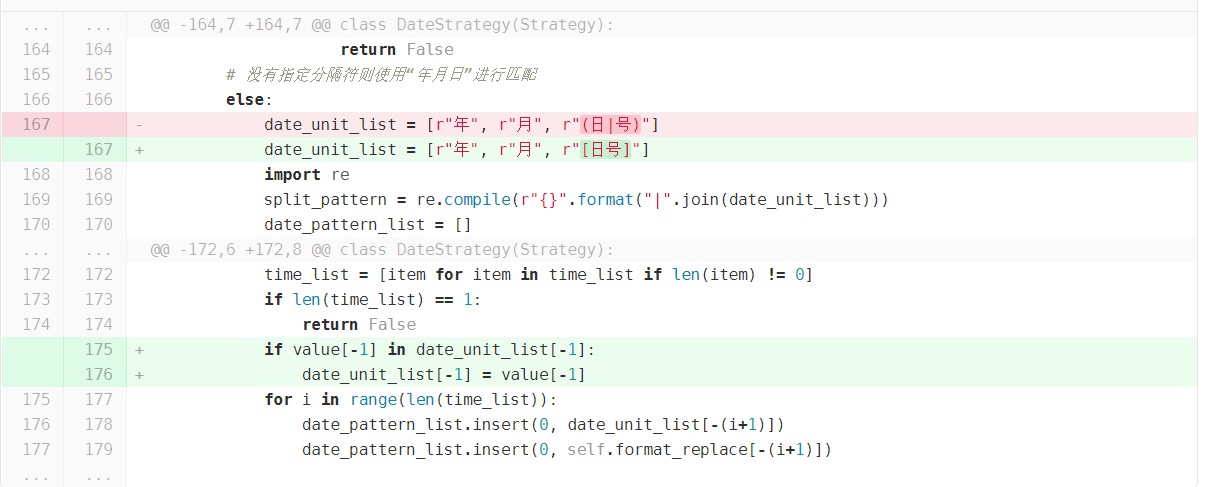 ... ... @@ -164,7 +164,7 @@ class DateStrategy(Strategy):
164 164 return False
165 165 # 没有指定分隔符则使用“年月日”进行匹配
166 166 else:
167 - date_unit_list = [r"年", r"月", r"(日|号)"]
167 + date_unit_list = [r"年", r"月", r"[日号]"]
168 168 import re
169 169 split_pattern = re.compile(r"{}".format("|".join(date_unit_list)))
170 170 date_pattern_list = []
... ... @@ -172,6 +172,8 @@ class DateStrategy(Strategy):
172 172 time_list = [item for item in time_list if len(item) != 0]
173 173 if len(time_list) == 1:
174 174 return False
175 + if value[-1] in date_unit_list[-1]:
176 + date_unit_list[-1] = value[-1]
175 177 for i in range(len(time_list)):
176 178 date_pattern_list.insert(0, date_unit_list[-(i+1)])
177 179 date_pattern_list.insert(0, self.format_replace[-(i+1)])
... ...